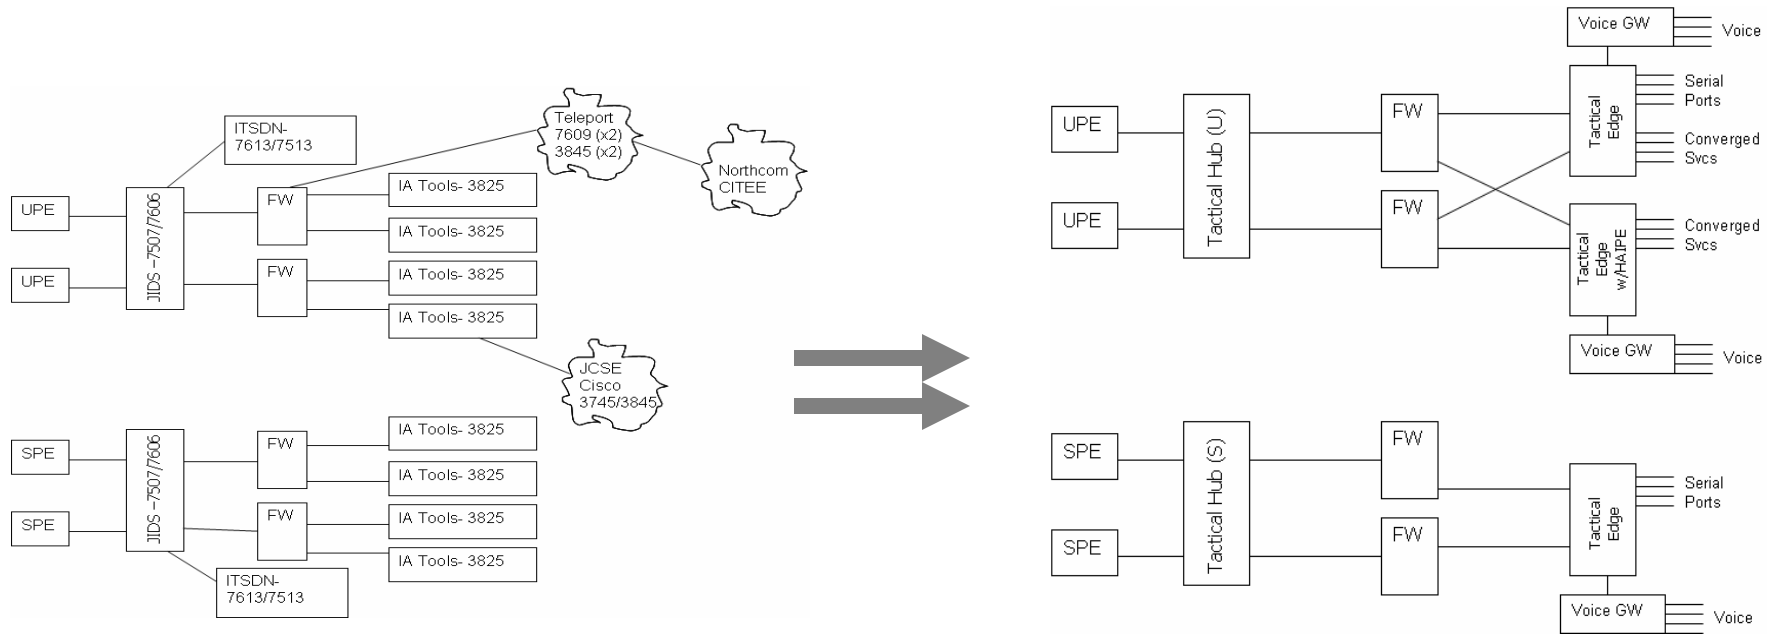 ITSDN-
7613/7513
Teleport
7609 (x2)
3845 (x2)
Northcom
CITEE
UPE
UPE
JIDS –7507/7606
FW
FW
IA Tools- 3825
IA Tools- 3825
IA Tools- 3825
IA Tools- 3825
JCSE
Cisco
3745/3845
SPE
SPE
JIDS –7507/7606
FW
FW
IA Tools- 3825
IA Tools- 3825
IA Tools- 3825
IA Tools- 3825
ITSDN-
7613/7513
UPE
UPE
Tactical Hub (U)
FW
FW
Voice GW
Voice
Tactical
Edge
Serial
Ports
Converged
Svcs
Tactical
Edge
w/HAIPE
Converged
Svcs
Voice GW
Voice
SPE
SPE
Tactical Hub (S)
FW
FW
Tactical
Edge
Serial
Ports
Voice GW
Voice